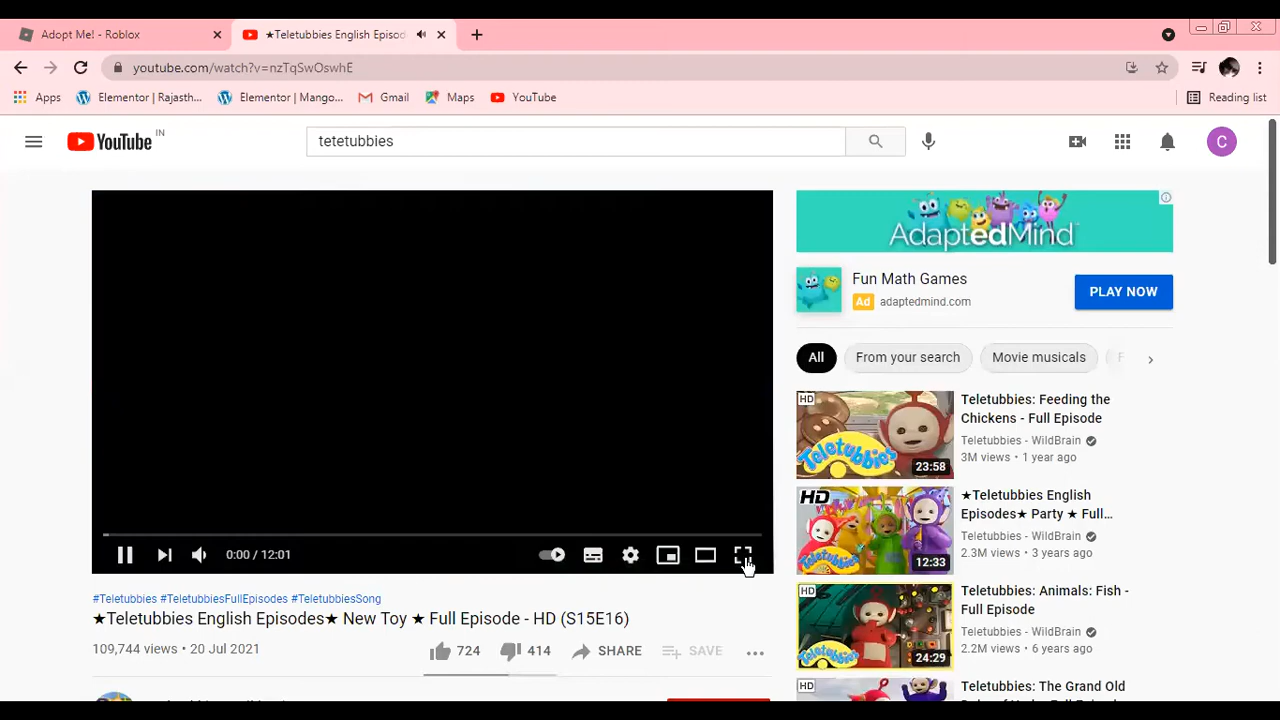 Adopt Me! - Roblox
★Teletubbies English Episod
youtube.com/watch?v=nzTqSwOswhE
Apps
Elementor | Rajasth...
Elementor | Mango...
Gmail
Maps
YouTube
Reading list
YouTube IN
tetetubbies
AdaptedMind
Fun Math Games
Ad adaptedmind.com
PLAY NOW
All
From your search
Movie musicals
F
HD
Teletubbies
23:58
Teletubbies: Feeding the
Chickens - Full Episode
Teletubbies - WildBrain
3M views • 1 year ago
HD
12:33
★Teletubbies English
Episodes★ Party ★ Full...
Teletubbies - WildBrain
2.3M views • 3 years ago
0:00 / 12:01
HD
Teletubbies
24:29
Teletubbies: Animals: Fish -
Full Episode
Teletubbies - WildBrain
2.2M views • 6 years ago
#Teletubbies #TeletubbiesFullEpisodes #TeletubbiesSong
★Teletubbies English Episodes★ New Toy ★ Full Episode - HD (S15E16)
109,744 views • 20 Jul 2021
724
414
SHARE
SAVE
HD
Teletubbies: The Grand Old
C